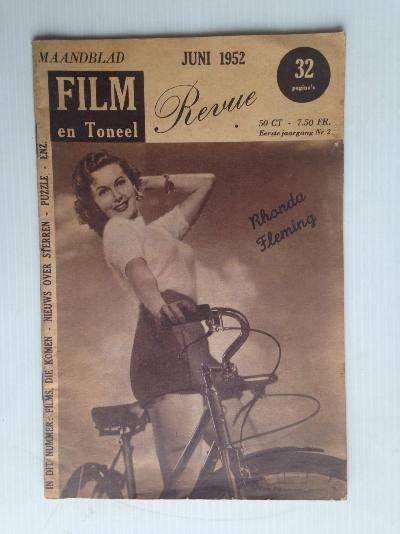 MAANDBLAD
JUNI 1952
32
pagina's
FILM
en Toneel
Revue
50 CT - 7.50 FR.
Eerste jaargang Nr 2
Rhonda
Fleming
IN DIT NUMMER: FILMS, DIE KOMEN - NIEUWS OVER STERREN - PUZZLE - ENZ.